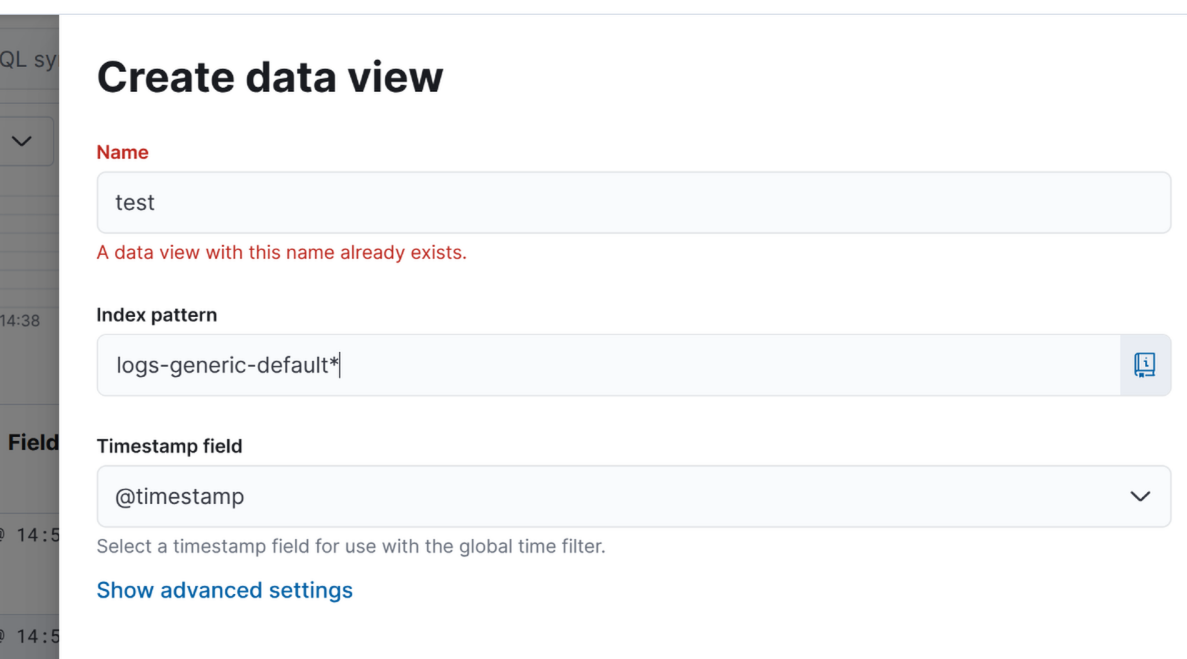 QL sy
Create data view
Name
test
A data view with this name already exists.
Index pattern
logs-generic-default*
14:38
Timestamp field
Field
@timestamp
@ 14:5
Select a timestamp field for use with the global time filter.
Show advanced settings
@ 14:5